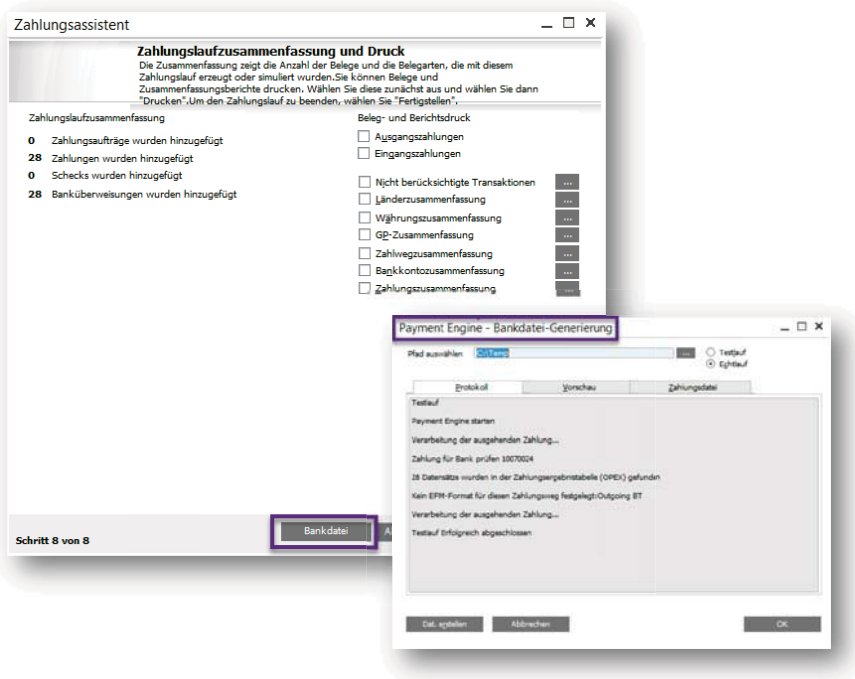 Zahlungsassistent
Zahlungslaufzusammenfassung und Druck
Die Zusammenfassung zeigt die Anzahl der Belege und die Belegarten, die mit diesem
Zahlungslauf erzeugt oder simuliert wurden.Sie können Belege und
Zusammenfassungsberichte drucken. Wählen Sie diese zunächst aus und wählen Sie dann
"Drucken".Um den Zahlungslauf zu beenden, wählen Sie "Fertigstellen".
Zahlungslaufzusammenfassung
0 Zahlungsaufträge wurden hinzugefügt
28 Zahlungen wurden hinzugefügt
0 Schecks wurden hinzugefügt
28 Banküberweisungen wurden hinzugefügt
Beleg- und Berichtsdruck
Ausgangszahlungen
Eingangszahlungen
Nicht berücksichtigte Transaktionen ...
Länderzusammenfassung ...
Währungszusammenfassung ...
GP-Zusammenfassung ...
Zahlwegzusammenfassung ...
Bankkontozusammenfassung ...
Zahlungszusammenfassung ...
Schritt 8 von 8
Bankdatei
A
Payment Engine - Bankdatei-Generierung
Pfad auswählen C:\Temp ... Testlauf
Echtlauf
Protokoll Vorschau Zahlungsdatei
Testlauf
Payment Engine starten
Verarbeitung der ausgehenden Zahlung...
Zahlung für Bank prüfen 10070024
28 Datensätze wurden in der Zahlungsergebnistabelle (OPEX) gefunden
Kein EFM-Format für diesen Zahlungsweg festgelegt:Outgoing BT
Verarbeitung der ausgehenden Zahlung...
Testlauf Erfolgreich abgeschlossen
Dat. erstellen Abbrechen OK